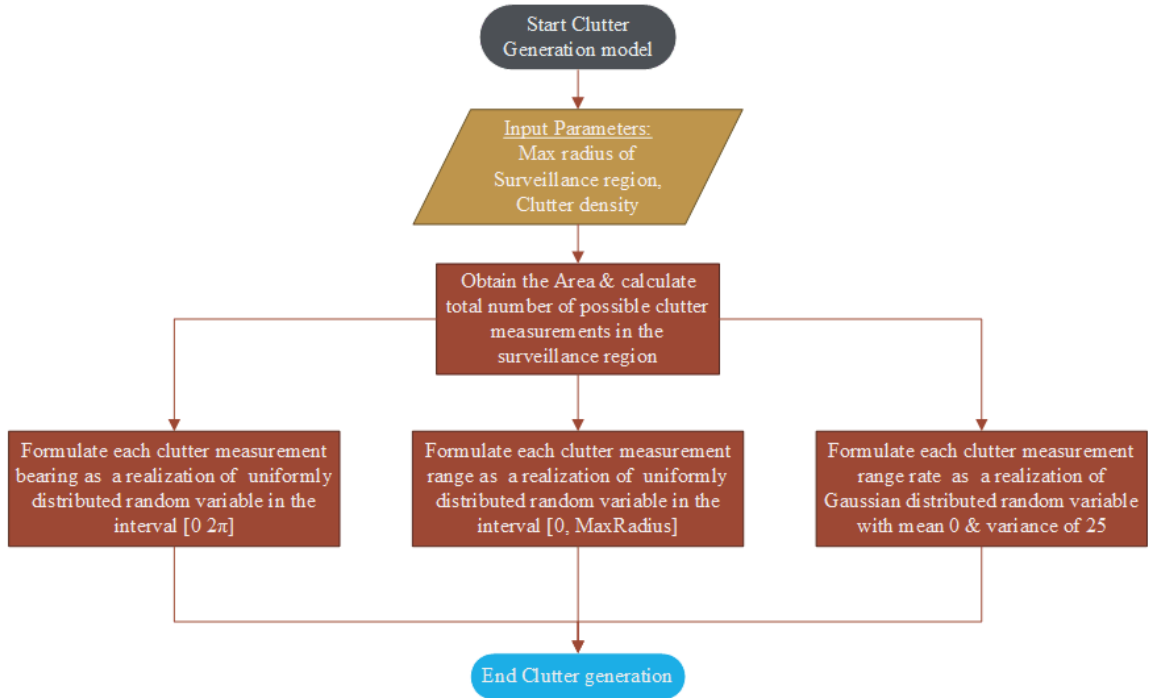 Start Clutter
Generation model
Input Parameters:
Max radius of
Surveillance region,
Clutter density
Obtain the Area & calculate
total number of possible clutter
measurements in the
surveillance region
Formulate each clutter measurement
bearing as a realization of uniformly
distributed random variable in the
interval [0 2π]
Formulate each clutter measurement
range as a realization of uniformly
distributed random variable in the
interval [0, MaxRadius]
Formulate each clutter measurement
range rate as a realization of
Gaussian distributed random variable
with mean 0 & variance of 25
End Clutter generation